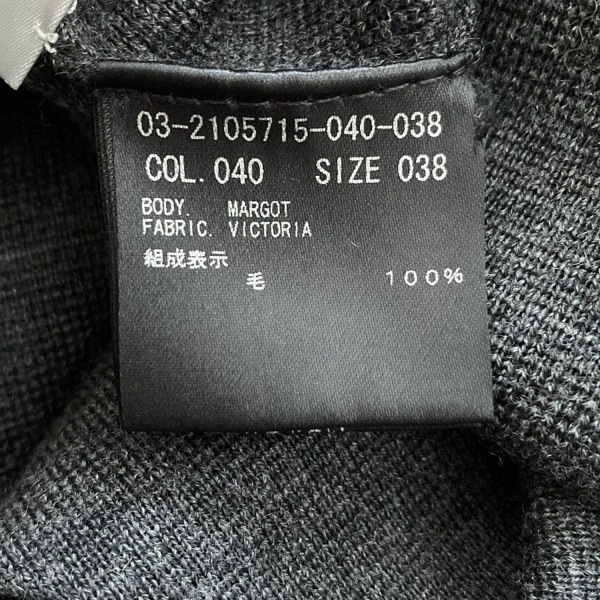 03-2105715-040-038
COL. 040 SIZE 038
BODY. MARGOT
FABRIC. VICTORIA
組成表示
毛 100%